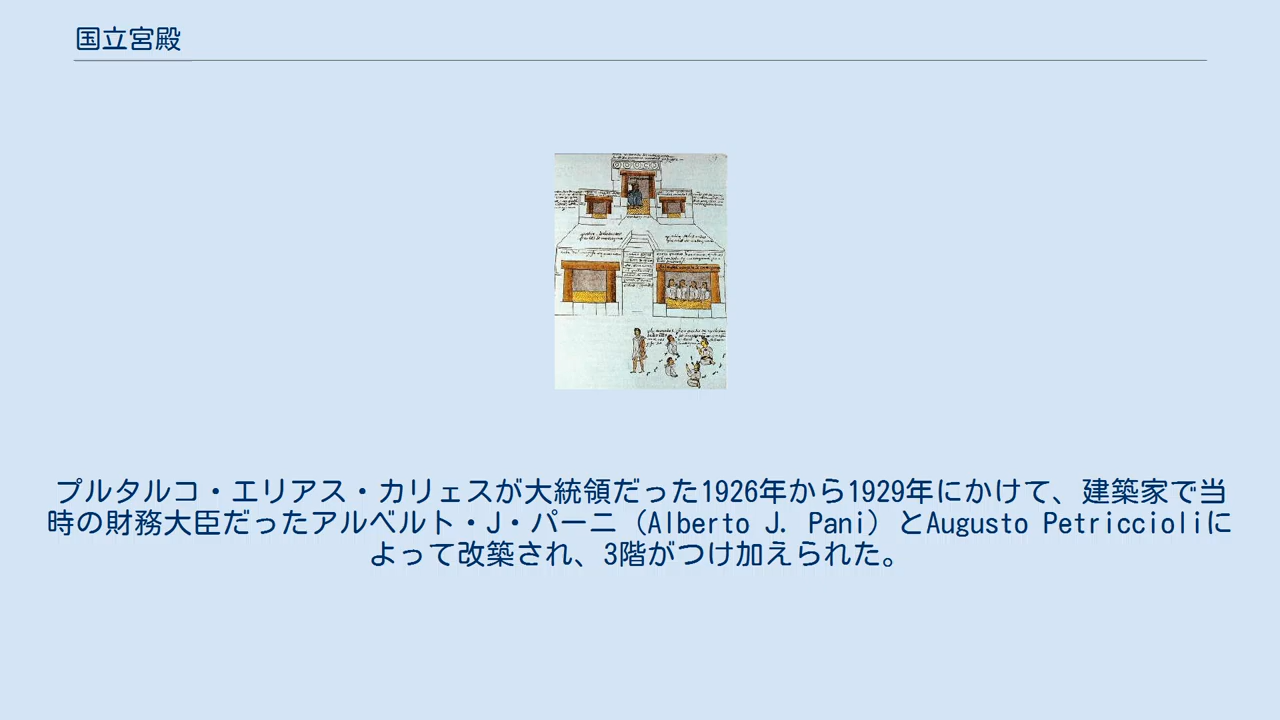 国立宮殿
プルタルコ・エリアス・カリェスが大統領だった1926年から1929年にかけて、建築家で当
時の財務大臣だったアルベルト・J・パーニ（Alberto J. Pani）とAugusto Petricciolliに
よって改築され、3階がつけ加えられた。